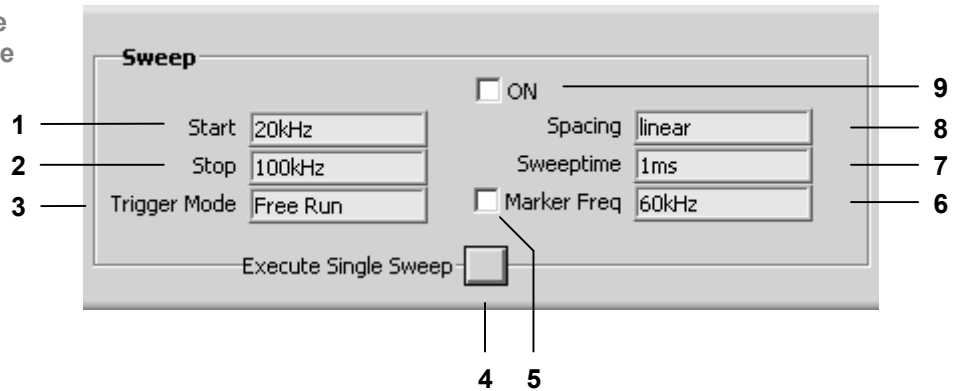 e
e
Sweep
ON
9
1
Start 20kHz
Spacing linear
8
2
Stop 100kHz
Sweeptime 1ms
7
3
Trigger Mode Free Run
Marker Freq 60kHz
6
Execute Single Sweep
4 5